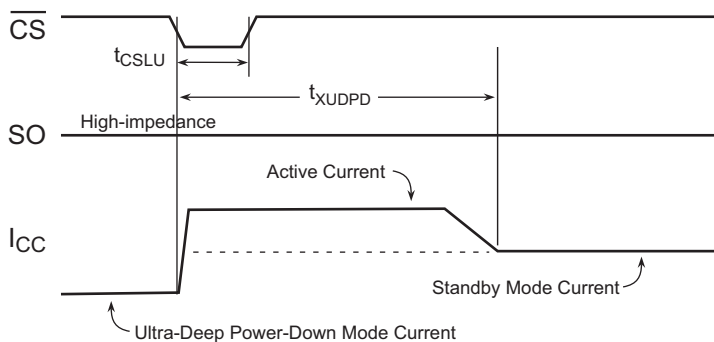 CS
tCSLU
tXUDPD
High-impedance
SO
Active Current
ICC
Standby Mode Current
Ultra-Deep Power-Down Mode Current